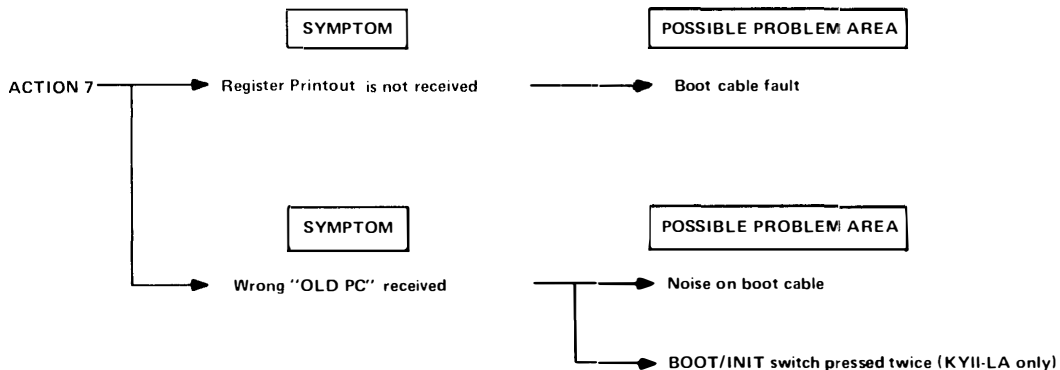 SYMPTOM
POSSIBLE PROBLEM AREA
ACTION 7
Register Printout is not received
Boot cable fault
SYMPTOM
POSSIBLE PROBLEM AREA
Wrong "OLD PC" received
Noise on boot cable
BOOT/INIT switch pressed twice (KYII-LA only)